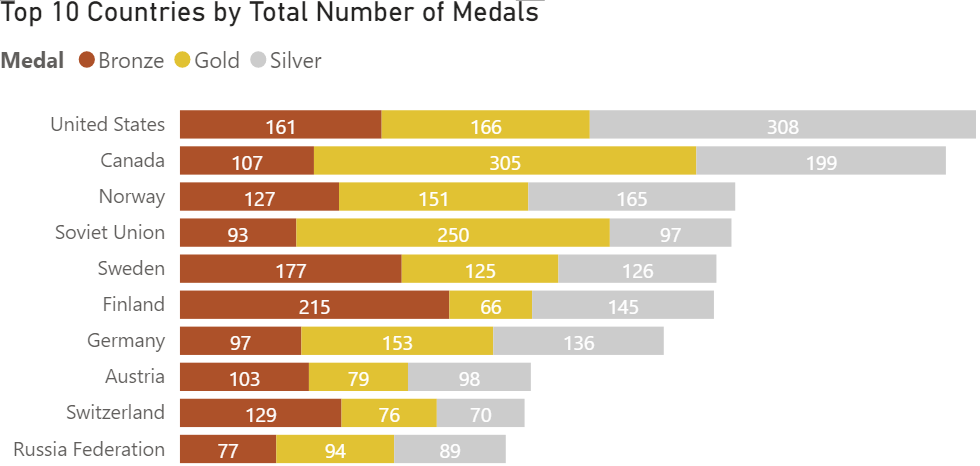 Top 10 Countries by Total Number of Medals
Medal Bronze Gold Silver
United States 161 166 308
Canada 107 305 199
Norway 127 151 165
Soviet Union 93 250 97
Sweden 177 125 126
Finland 215 66 145
Germany 97 153 136
Austria 103 79 98
Switzerland 129 76 70
Russia Federation 77 94 89